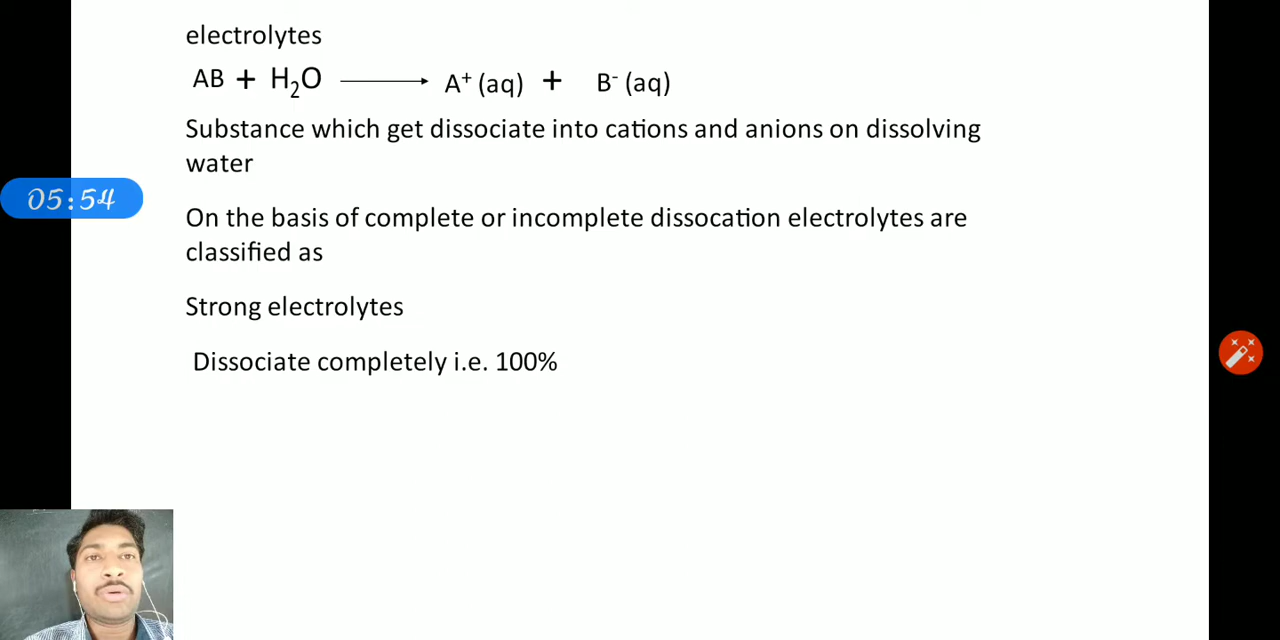 electrolytes
AB + H₂O ⟶ A⁺ (aq) + B⁻ (aq)
Substance which get dissociate into cations and anions on dissolving
water
05:54
On the basis of complete or incomplete dissocation electrolytes are
classified as
Strong electrolytes
Dissociate completely i.e. 100%